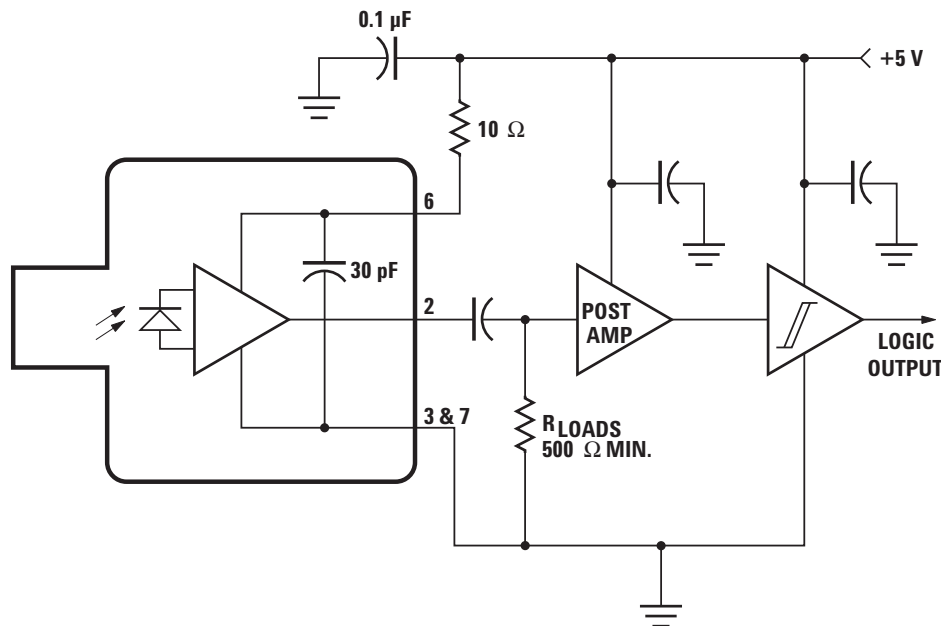 0.1 µF
+5 V
10 Ω
6
30 pF
2
POST
AMP
LOGIC
OUTPUT
3 & 7
RLOADS
500 Ω MIN.